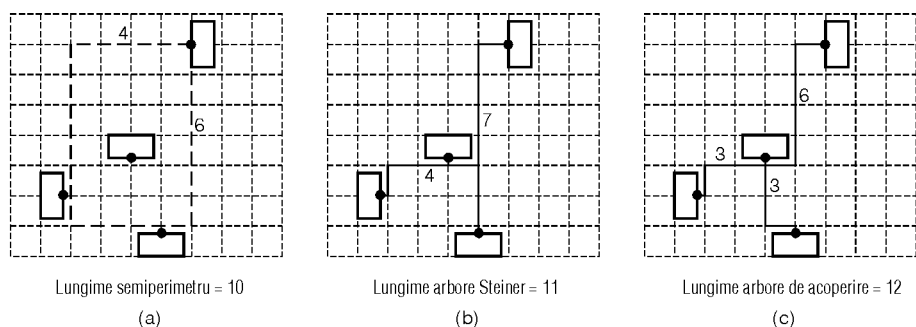 4
6
Lungime semiperimetru = 10
(a)
7
4
Lungime arbore Steiner = 11
(b)
6
3
3
Lungime arbore de acoperire = 12
(c)